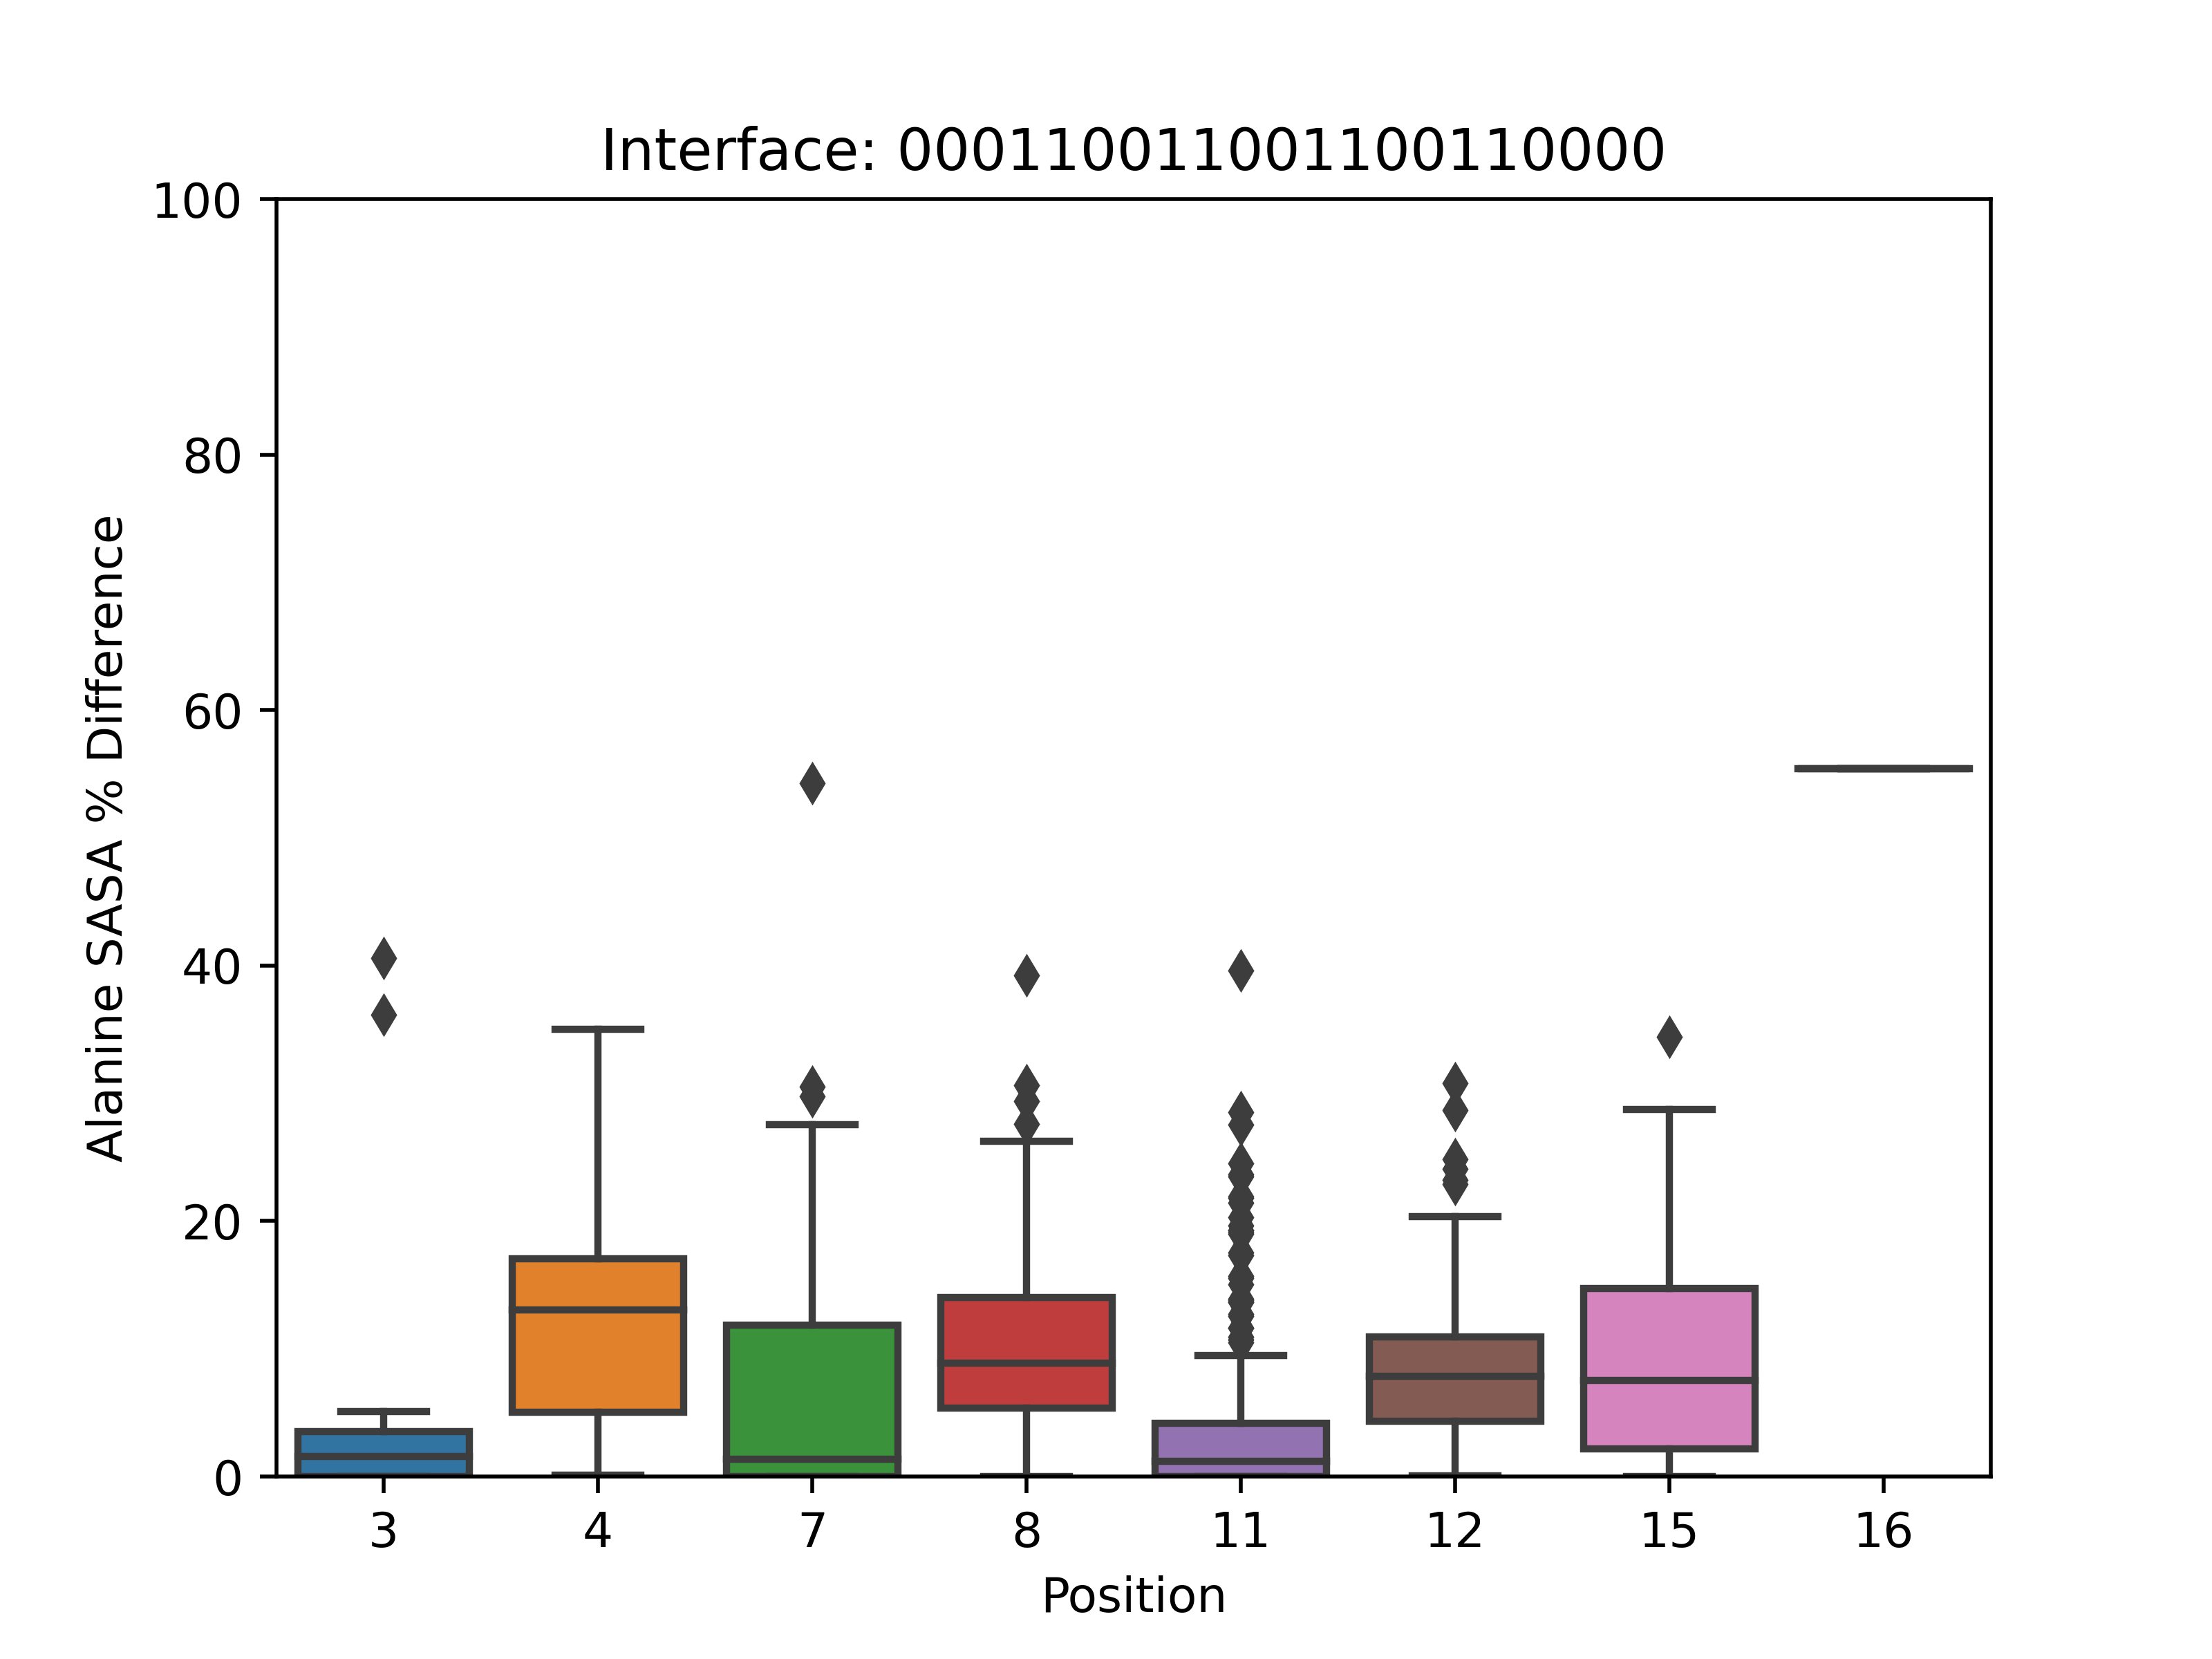 Interface: 000110011001100110000
100
80
60
40
20
0
Alanine SASA % Difference
3 4 7 8 11 12 15 16
Position